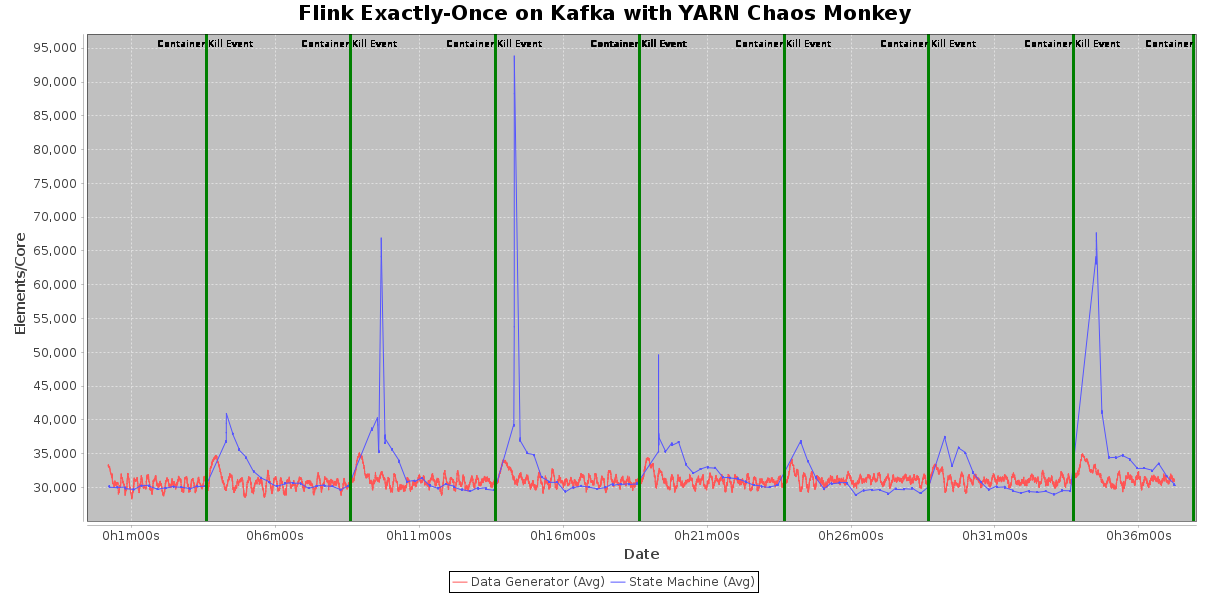 Flink Exactly-Once on Kafka with YARN Chaos Monkey
Container Kill Event Container Kill Event Container Kill Event Container Kill Event Container Kill Event Container Kill Event Container Kill Event Container
95,000
90,000
85,000
80,000
75,000
70,000
65,000
60,000
55,000
50,000
45,000
40,000
35,000
30,000
Elements/Core
0h1m00s 0h6m00s 0h11m00s 0h16m00s 0h21m00s 0h26m00s 0h31m00s 0h36m00s
Date
Data Generator (Avg) State Machine (Avg)